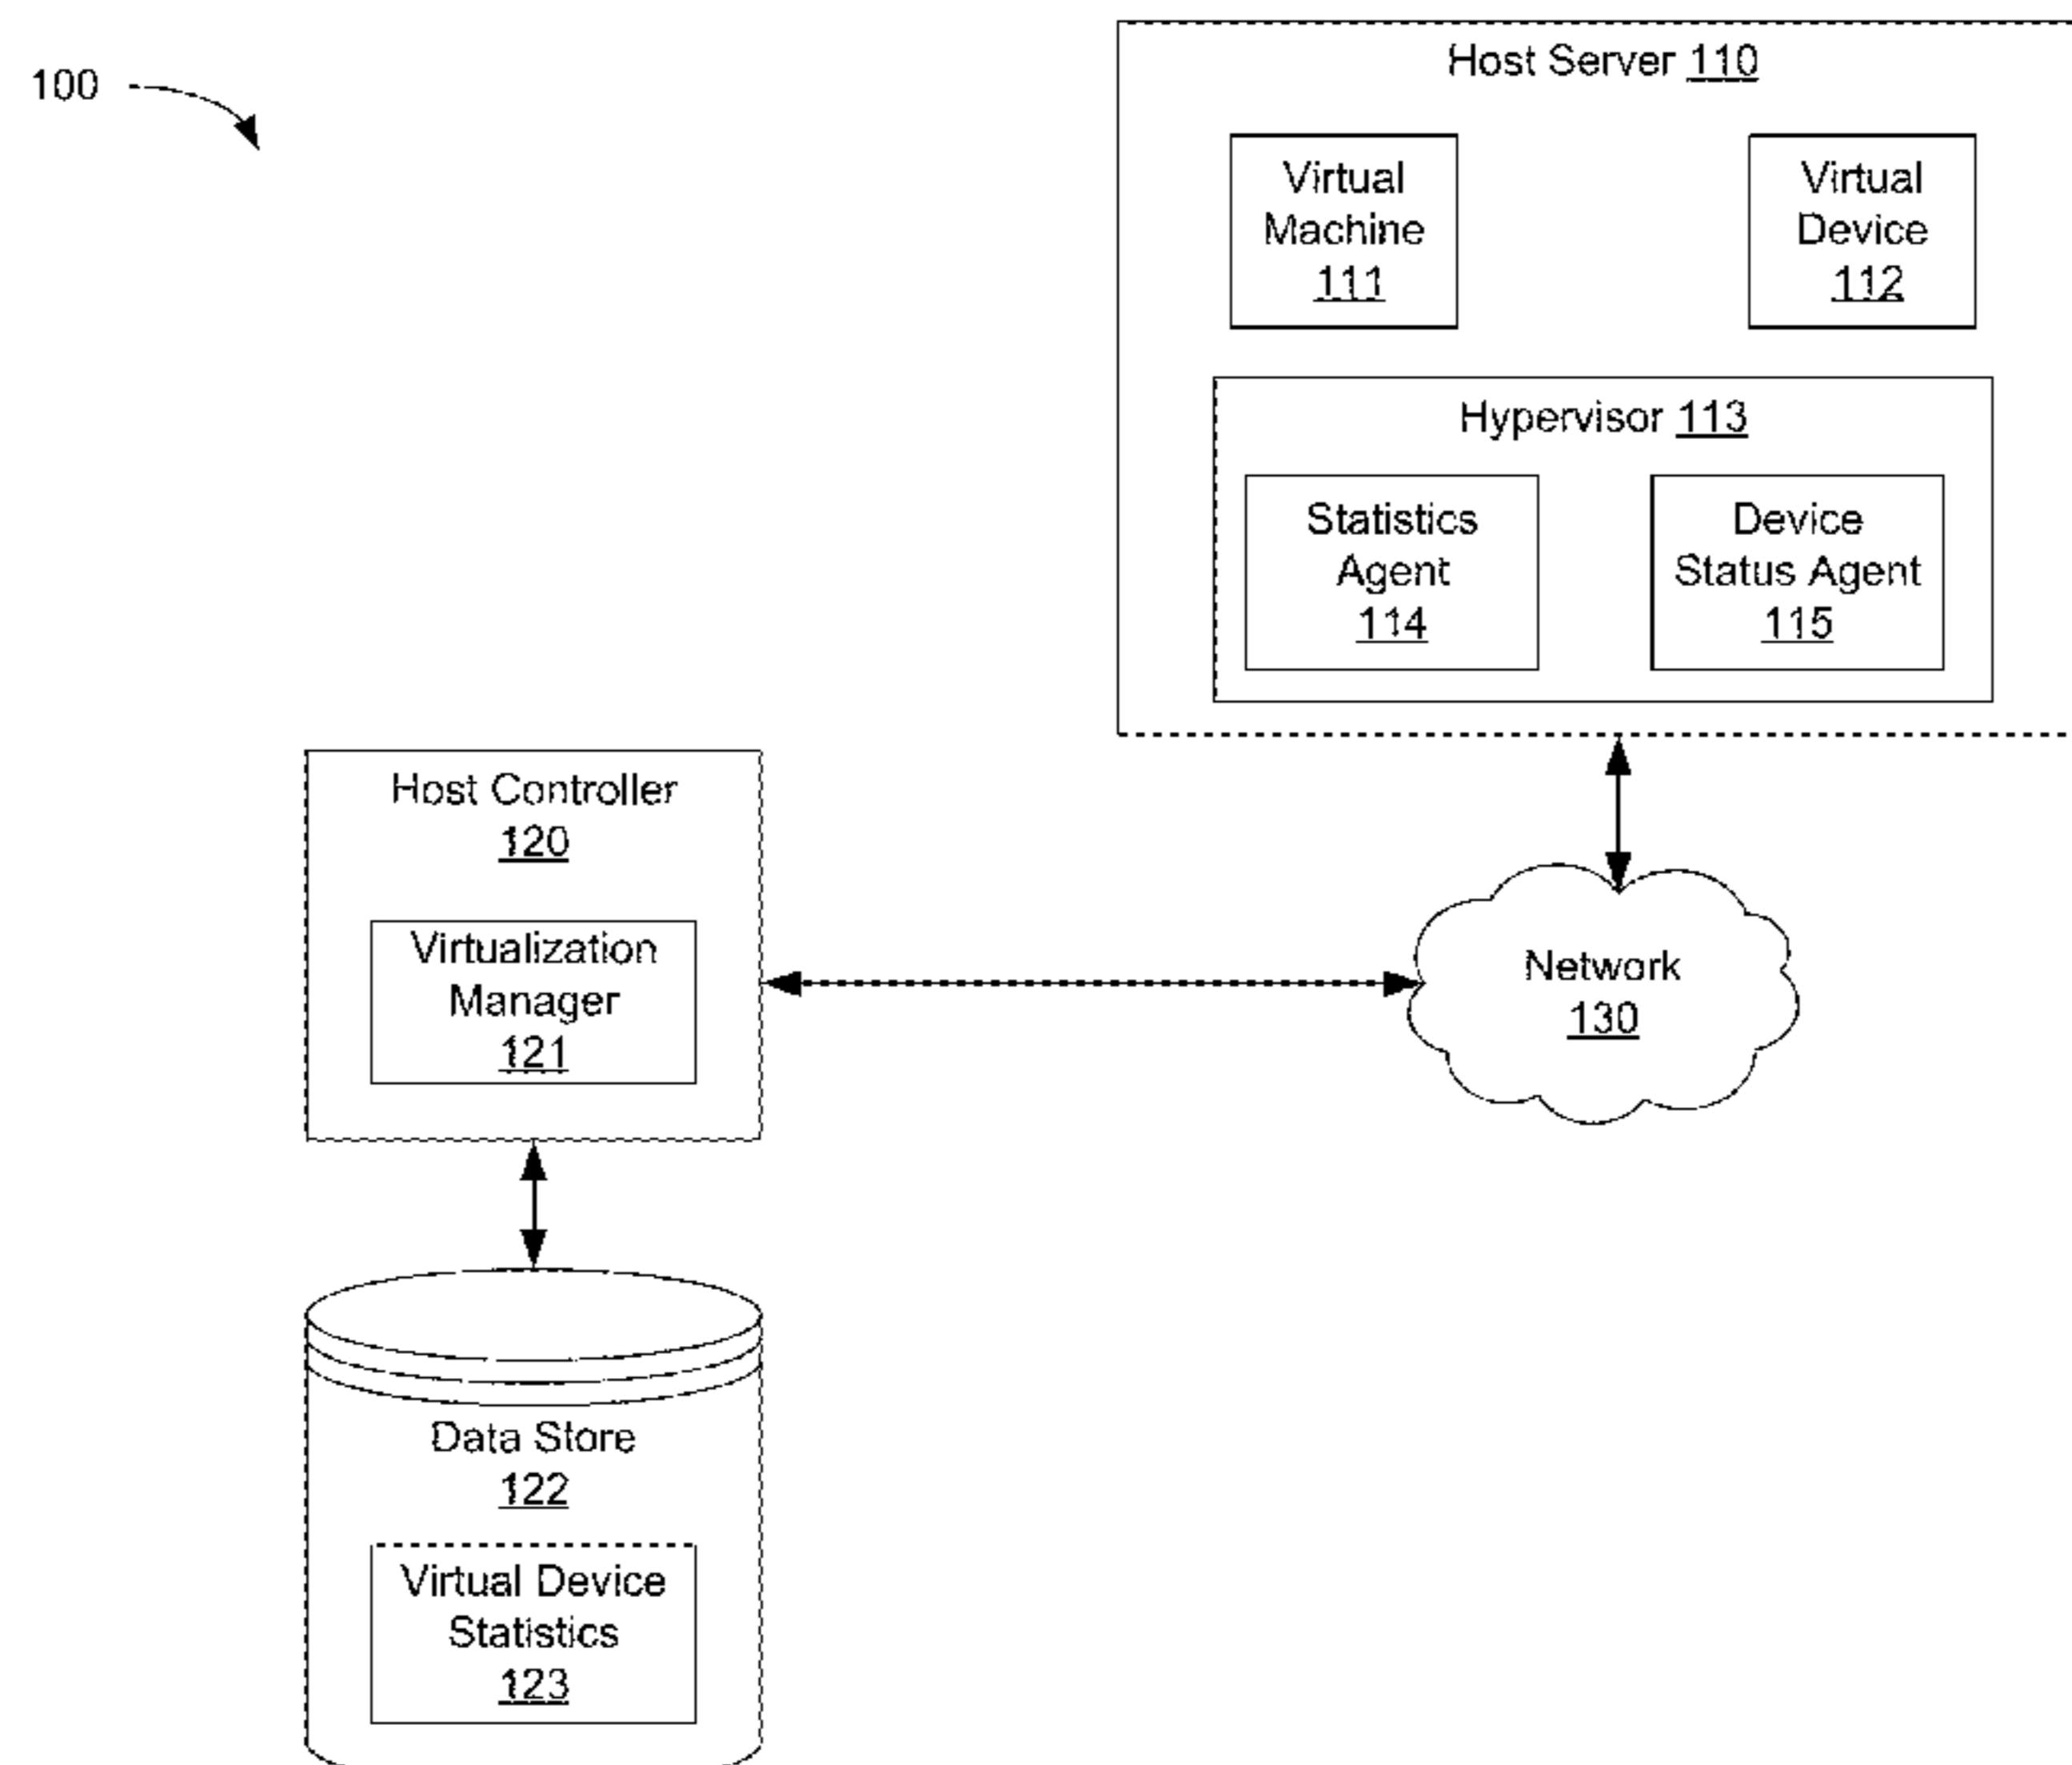 100
Host Server 110
Virtual
Machine
111
Virtual
Device
112
Hypervisor 113
Statistics
Agent
114
Device
Status Agent
115
Host Controller
120
Virtualization
Manager
121
Network
130
Data Store
122
Virtual Device
Statistics
123